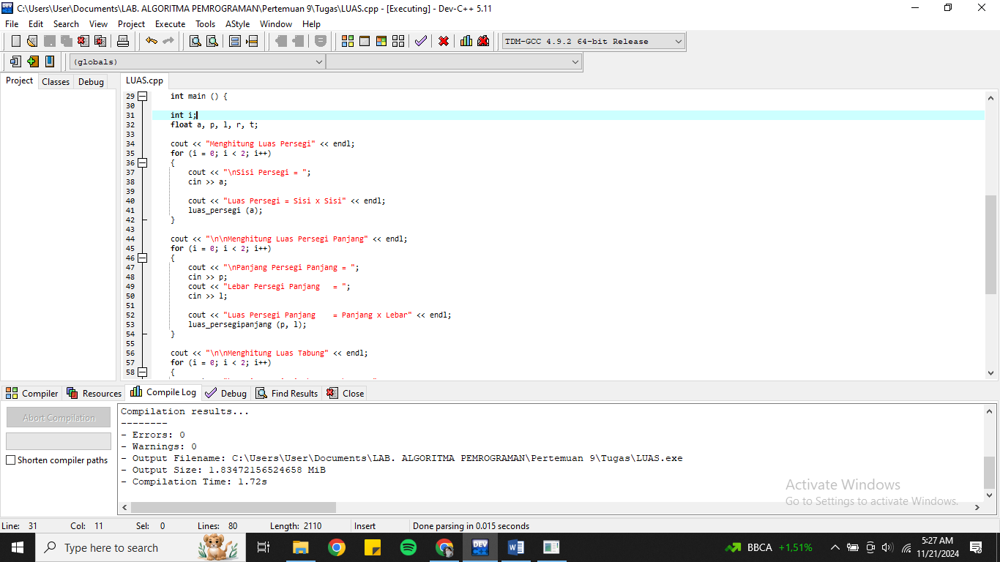 C:\Users\User\Documents\LAB. ALGORITMA PEMROGRAMAN\Pertemuan 9\Tugas\LUAS.cpp - [Executing] - Dev-C++ 5.11
File Edit Search View Project Execute Tools AStyle Window Help
TDM-GCC 4.9.2 64-bit Release
(globals)
Project Classes Debug LUAS.cpp
29 int main () {
30
31 int i;
32 float a, p, l, r, t;
33
34 cout << "Menghitung Luas Persegi" << endl;
35 for (i = 0; i < 2; i++)
36 {
37 cout << "\nSisi Persegi = ";
38 cin >> a;
39
40 cout << "Luas Persegi = Sisi x Sisi" << endl;
41 luas_persegi (a);
42 }
43
44 cout << "\n\nMenghitung Luas Persegi Panjang" << endl;
45 for (i = 0; i < 2; i++)
46 {
47 cout << "\nPanjang Persegi Panjang = ";
48 cin >> p;
49 cout << "Lebar Persegi Panjang   = ";
50 cin >> l;
51
52 cout << "Luas Persegi Panjang    = Panjang x Lebar" << endl;
53 luas_persegipanjang (p, l);
54 }
55
56 cout << "\n\nMenghitung Luas Tabung" << endl;
57 for (i = 0; i < 2; i++)
58 {
Compiler Resources Compile Log Debug Find Results Close
Abort Compilation
Shorten compiler paths
Compilation results...
--------
- Errors: 0
- Warnings: 0
- Output Filename: C:\Users\User\Documents\LAB. ALGORITMA PEMROGRAMAN\Pertemuan 9\Tugas\LUAS.exe
- Output Size: 1.83472156524658 MiB
- Compilation Time: 1.72s
Activate Windows
Go to Settings to activate Windows.
Line: 31 Col: 11 Sel: 0 Lines: 80 Length: 2110 Insert Done parsing in 0.015 seconds
Type here to search
DEV
BBCA +1,51%
5:27 AM
11/21/2024